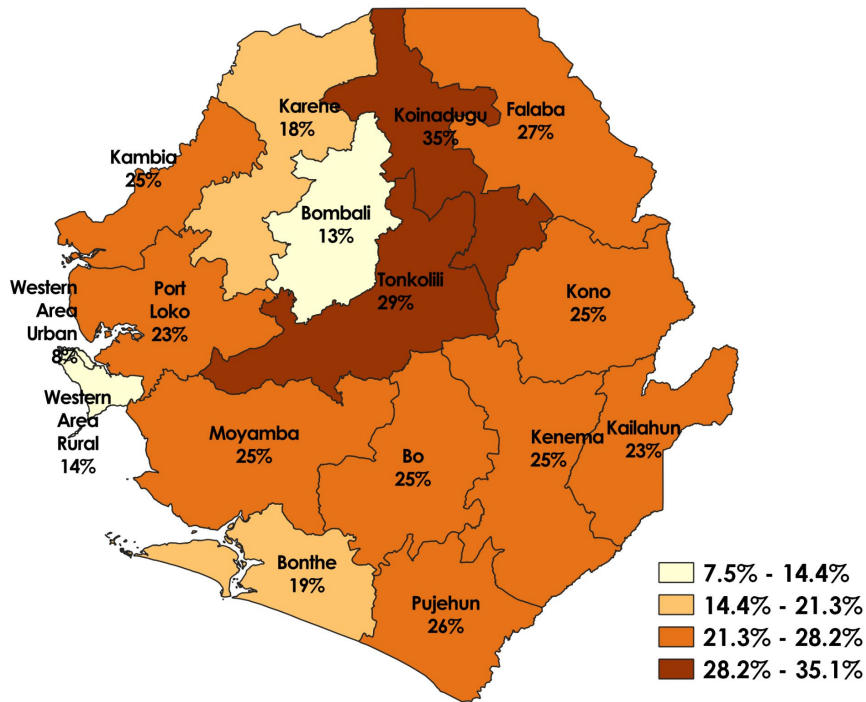 Karene
18%
Koinadugu
35%
Falaba
27%
Kambia
25%
Bombali
13%
Western
Area
Urban
8%
Port
Loko
23%
Tonkolili
29%
Kono
25%
Western
Area
Rural
14%
Moyamba
25%
Bo
25%
Kenema
25%
Kailahun
23%
Bonthe
19%
Pujehun
26%
7.5% - 14.4%
14.4% - 21.3%
21.3% - 28.2%
28.2% - 35.1%